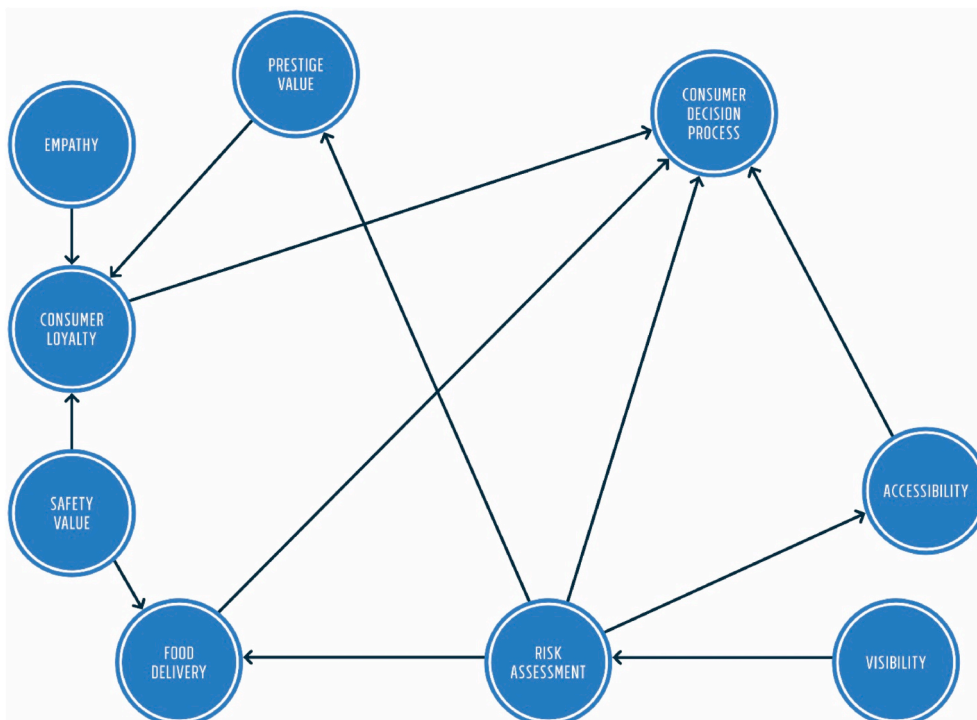 PRESTIGE
VALUE
CONSUMER
DECISION
PROCESS
EMPATHY
CONSUMER
LOYALTY
SAFETY
VALUE
ACCESSIBILITY
FOOD
DELIVERY
RISK
ASSESSMENT
VISIBILITY